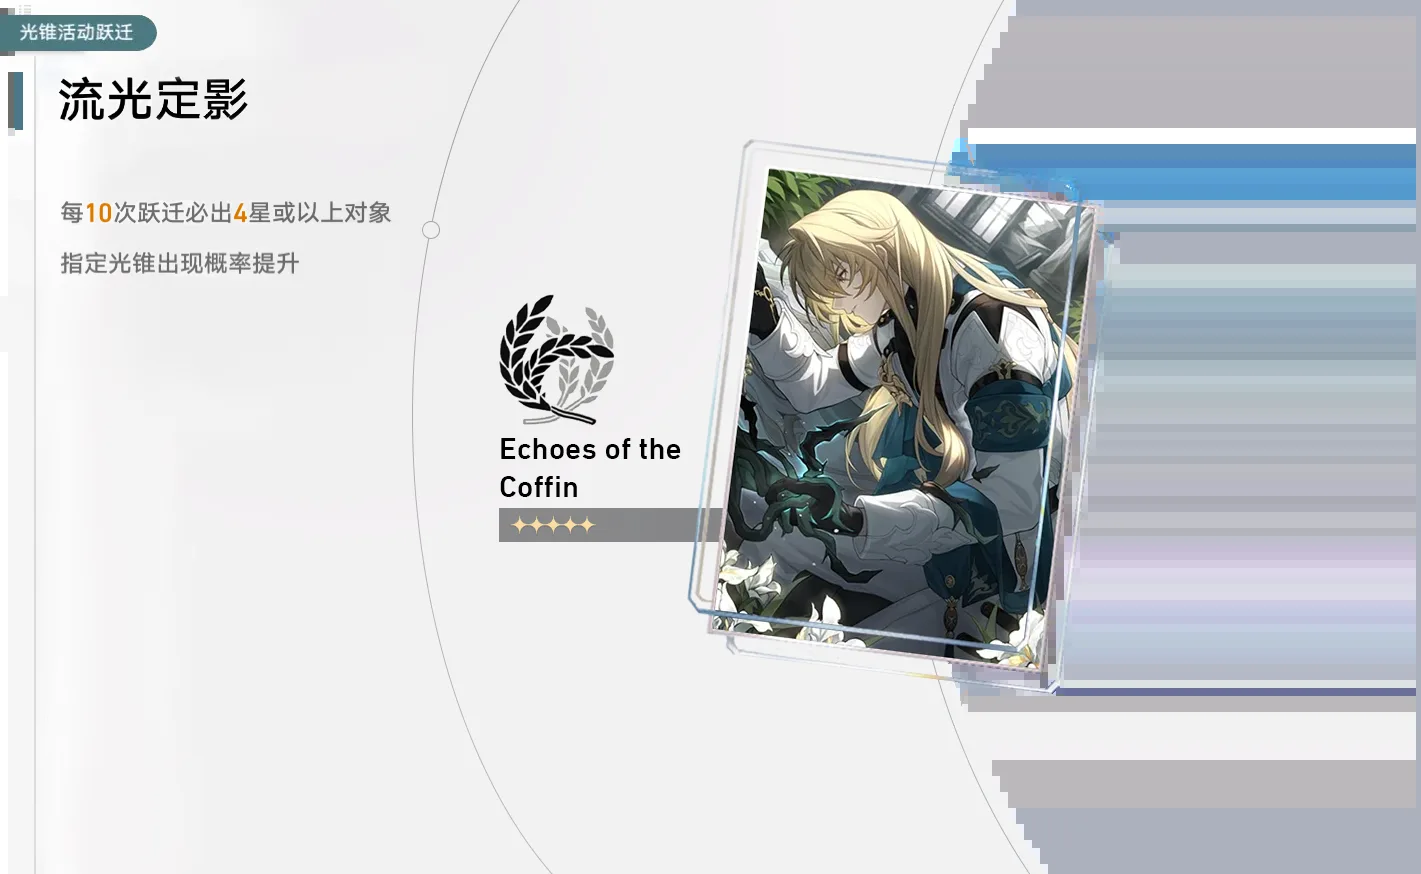 光锥活动跃迁
流光定影
每10次跃迁必出4星或以上对象
指定光锥出现概率提升
Echoes of the
Coffin